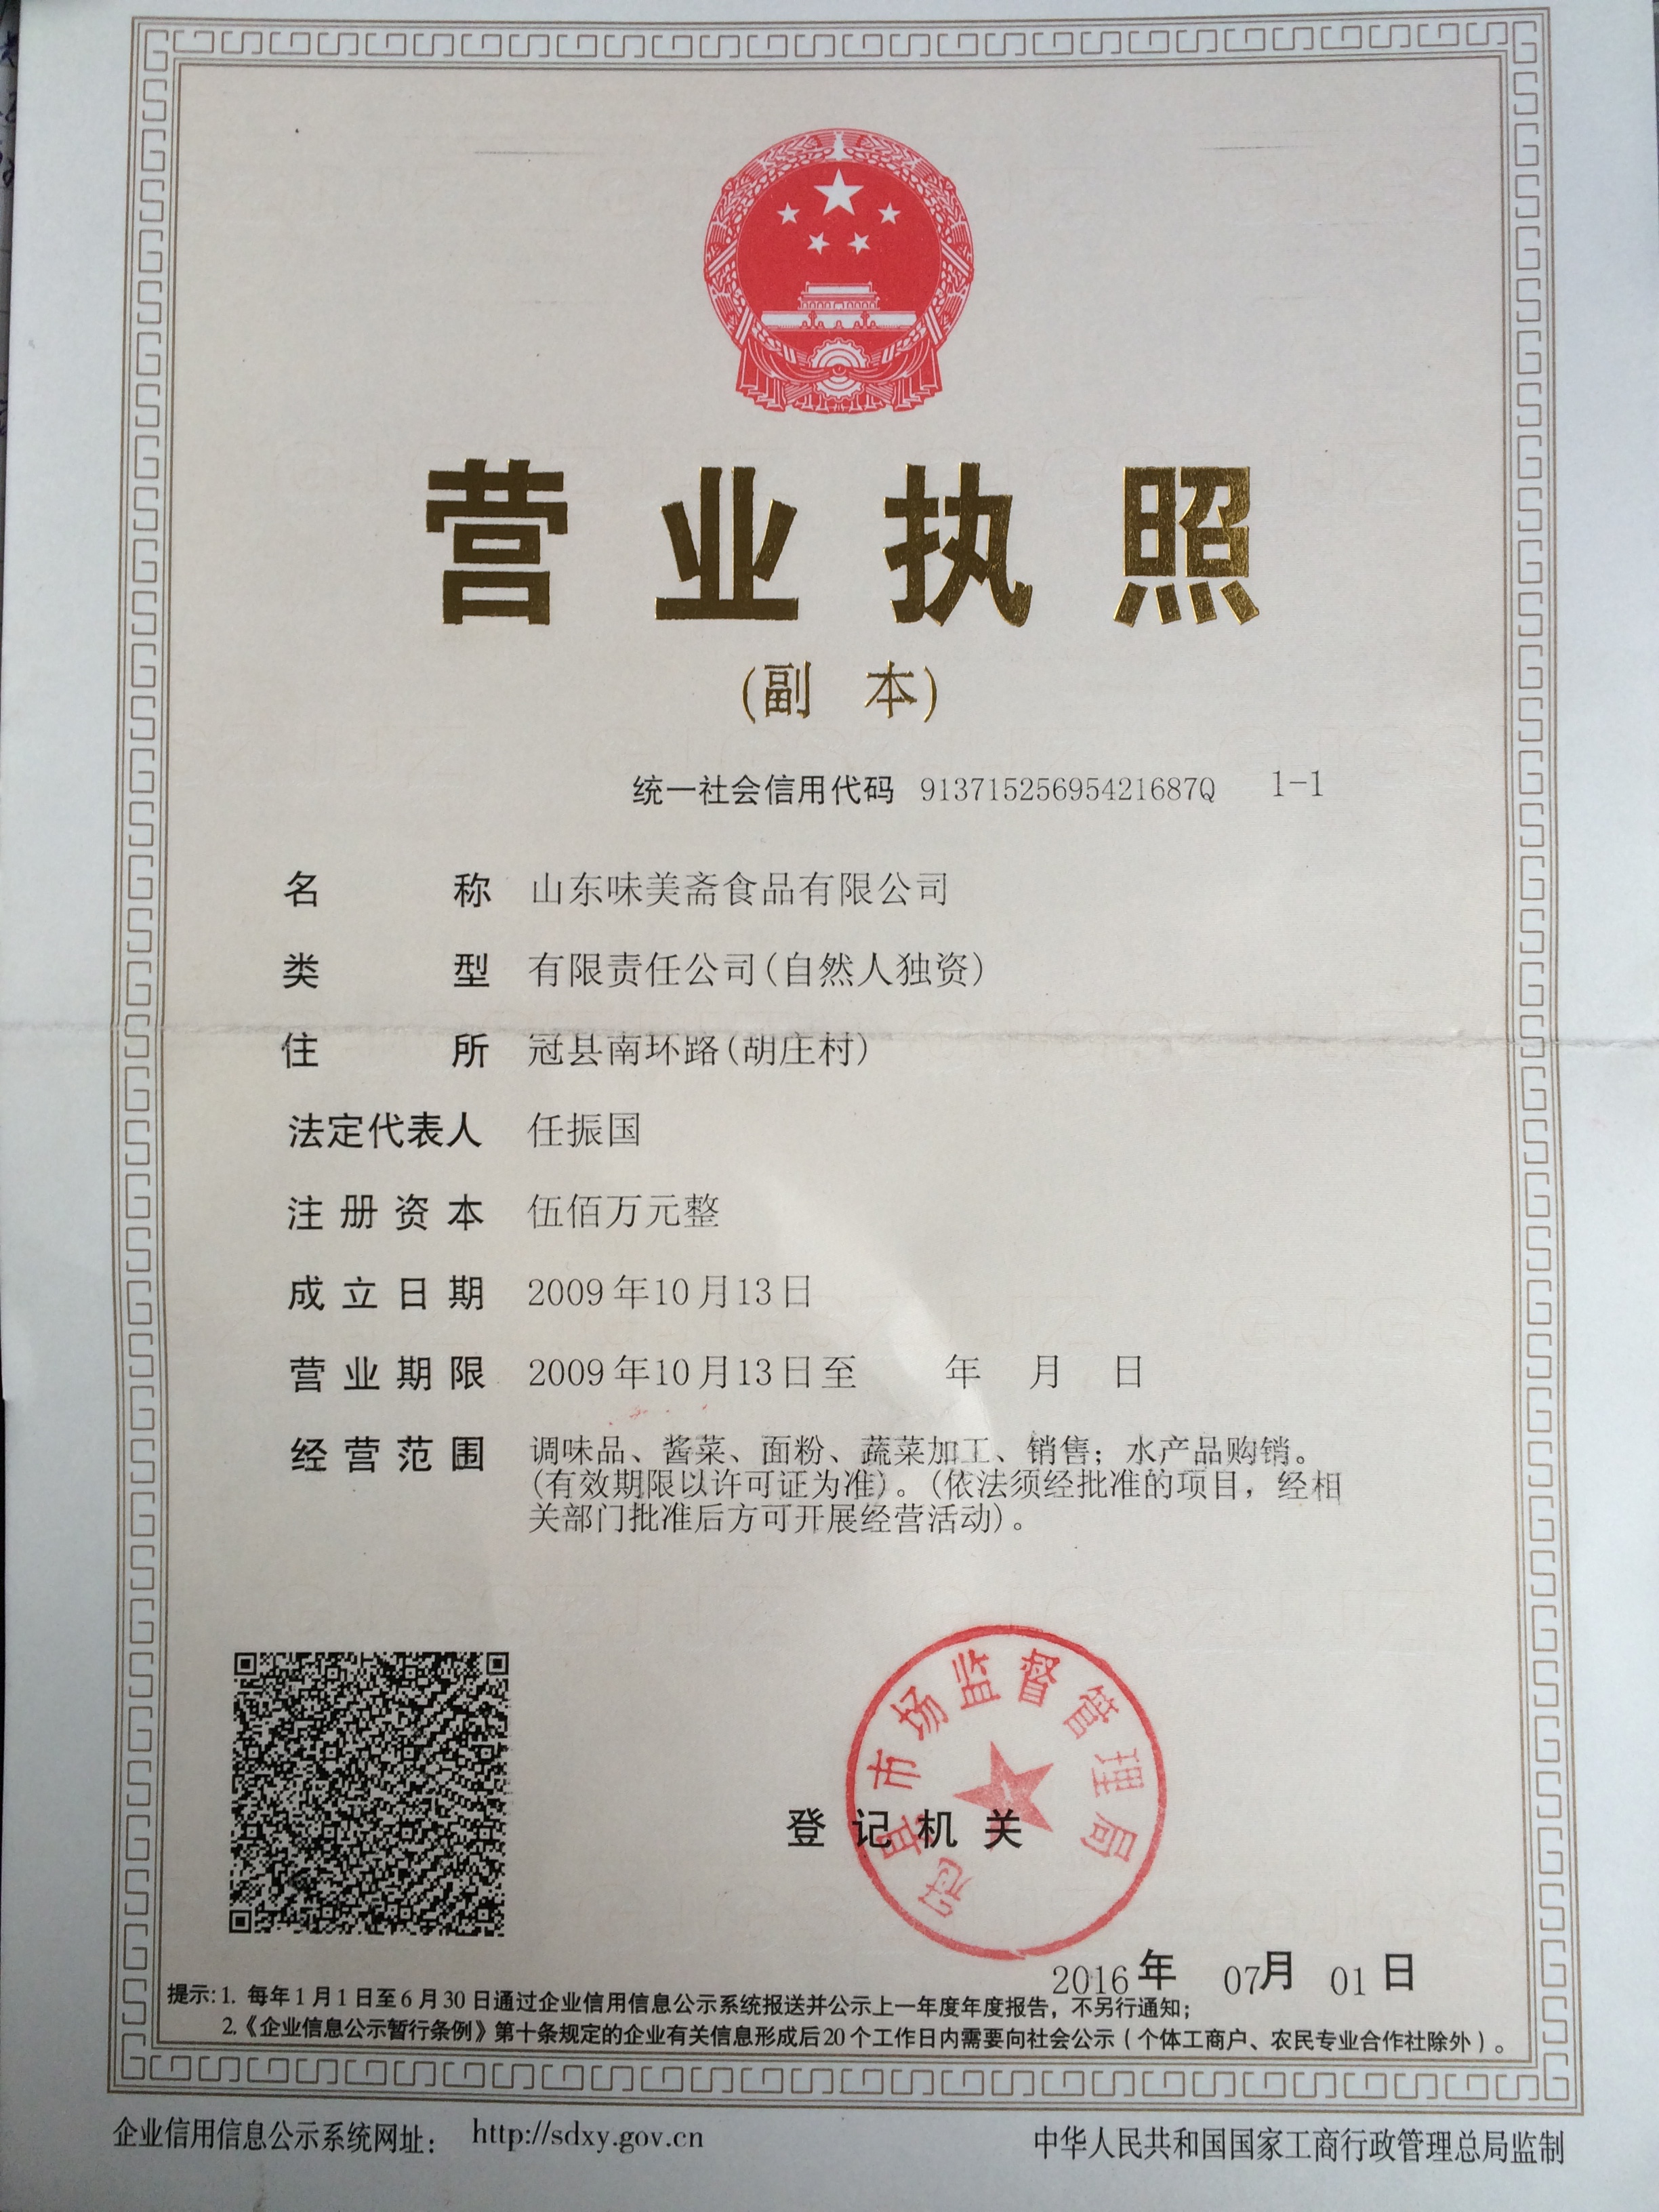 营业执照
(副 本)
统一社会信用代码 91371525695421687Q 1-1
名 称 山东味美斋食品有限公司
类 型 有限责任公司(自然人独资)
住 所 冠县南环路(胡庄村)
法定代表人 任振国
注册资本 伍佰万元整
成立日期 2009年10月13日
营业期限 2009年10月13日至 年 月 日
经营范围 调味品、酱菜、面粉、蔬菜加工、销售；水产品购销。
(有效期限以许可证为准)。(依法须经批准的项目，经相
关部门批准后方可开展经营活动)。
冠县市场监督管理局
登记机关
2016年 07月 01日
提示:1. 每年1月1日至6月30日通过企业信用信息公示系统报送并公示上一年度年度报告，不另行通知；
2.《企业信息公示暂行条例》第十条规定的企业有关信息形成后20个工作日内需要向社会公示（个体工商户、农民专业合作社除外）。
企业信用信息公示系统网址： http://sdxy.gov.cn
中华人民共和国国家工商行政管理总局监制